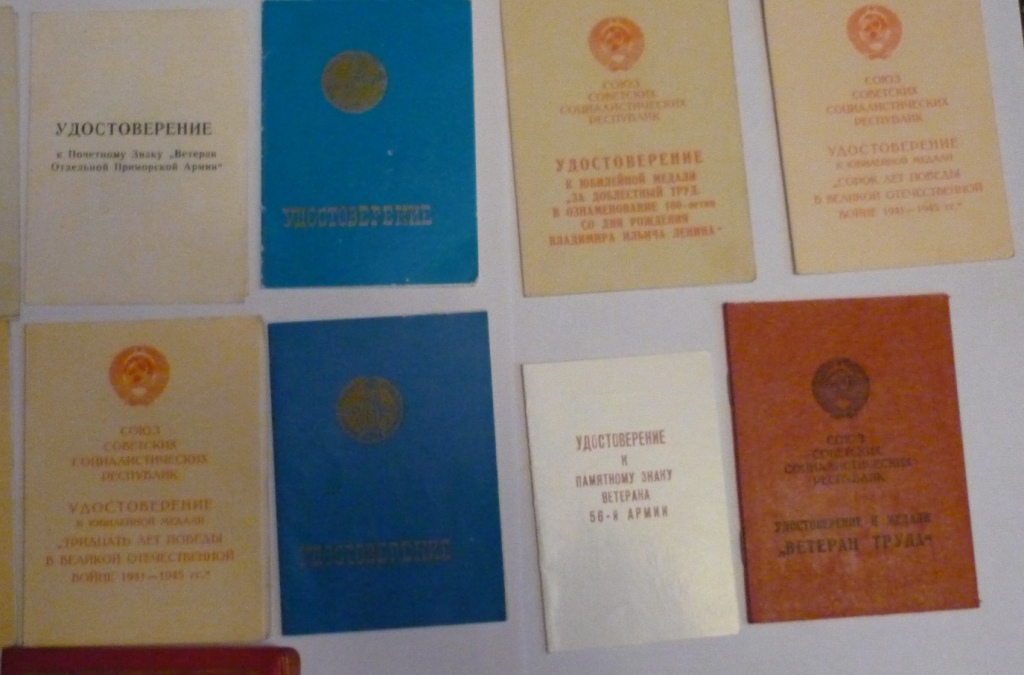 УДОСТОВЕРЕНИЕ
к Почетному Знаку „Ветеран
Отдельной Приморской Армии“
УДОСТОВЕРЕНИЕ
СОЮЗ
СОВЕТСКИХ
СОЦИАЛИСТИЧЕСКИХ
РЕСПУБЛИК
УДОСТОВЕРЕНИЕ
К ЮБИЛЕЙНОЙ МЕДАЛИ
„ЗА ДОБЛЕСТНЫЙ ТРУД
В ОЗНАМЕНОВАНИЕ 100-летия
СО ДНЯ РОЖДЕНИЯ
ВЛАДИМИРА ИЛЬИЧА ЛЕНИНА“
СОЮЗ
СОВЕТСКИХ
СОЦИАЛИСТИЧЕСКИХ
РЕСПУБЛИК
УДОСТОВЕРЕНИЕ
К ЮБИЛЕЙНОЙ МЕДАЛИ
„СОРОК ЛЕТ ПОБЕДЫ
В ВЕЛИКОЙ ОТЕЧЕСТВЕННОЙ
ВОЙНЕ 1941—1945 гг.“
СОЮЗ
СОВЕТСКИХ
СОЦИАЛИСТИЧЕСКИХ
РЕСПУБЛИК
УДОСТОВЕРЕНИЕ
К ЮБИЛЕЙНОЙ МЕДАЛИ
„ТРИДЦАТЬ ЛЕТ ПОБЕДЫ
В ВЕЛИКОЙ ОТЕЧЕСТВЕННОЙ
ВОЙНЕ 1941—1945 гг.“
УДОСТОВЕРЕНИЕ
УДОСТОВЕРЕНИЕ
К
ПАМЯТНОМУ ЗНАКУ
ВЕТЕРАНА
56-й АРМИИ
СОЮЗ
СОВЕТСКИХ
СОЦИАЛИСТИЧЕСКИХ
РЕСПУБЛИК
УДОСТОВЕРЕНИЕ К МЕДАЛИ
„ВЕТЕРАН ТРУДА“